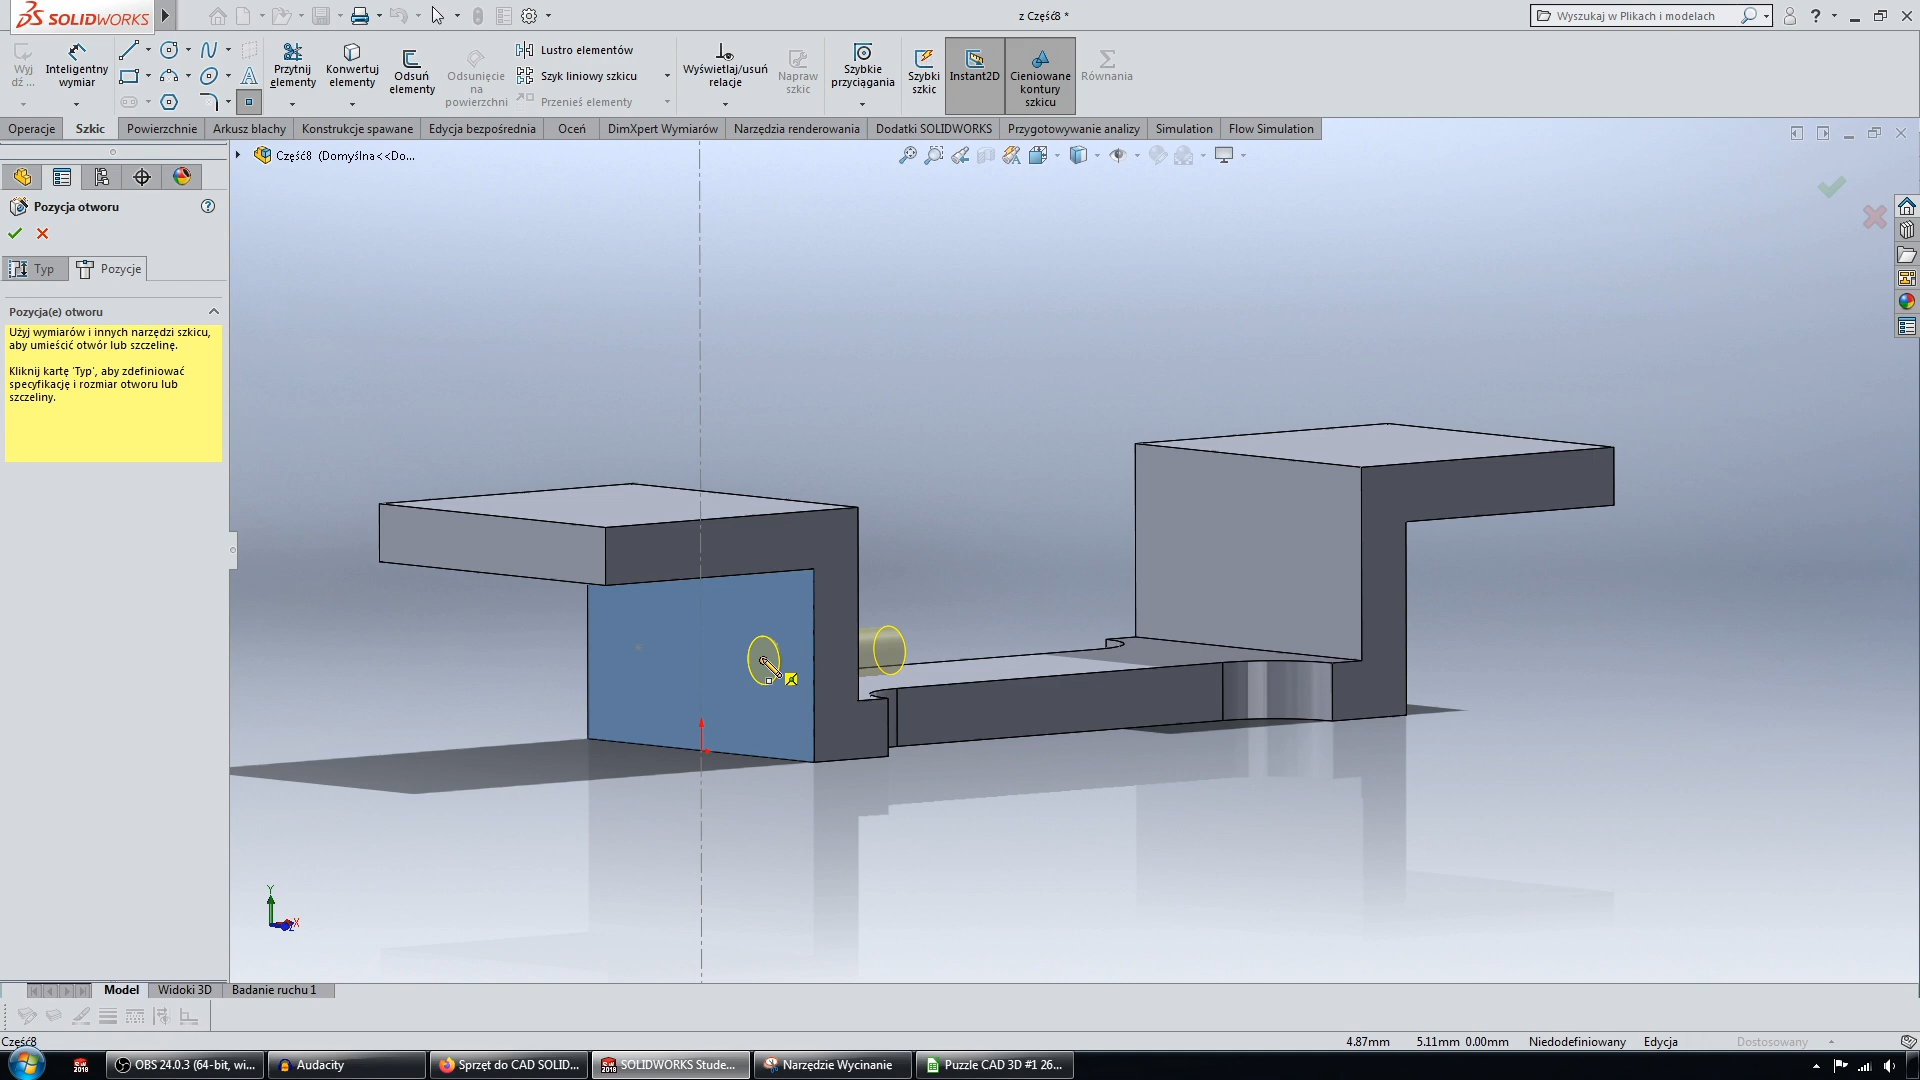 SOLIDWORKS
z Część8 *
Wyszukaj w Plikach i modelach
?
Wyj
dź ...
Inteligentny
wymiar
Przytnij
elementy
Konwertuj
elementy
Odsuń
elementy
Odsunięcie
na
powierzchni
Lustro elementów
Szyk liniowy szkicu
Przenieś elementy
Wyświetlaj/usuń
relacje
Napraw
szkic
Szybkie
przyciągania
Szybki
szkic
Instant2D
Cieniowane
kontury
szkicu
Równania
Operacje
Szkic
Powierzchnie
Arkusz blachy
Konstrukcje spawane
Edycja bezpośrednia
Oceń
DimXpert Wymiarów
Narzędzia renderowania
Dodatki SOLIDWORKS
Przygotowywanie analizy
Simulation
Flow Simulation
Część8 (Domyślna<<Do...
Pozycja otworu
?
Typ
Pozycje
Pozycja(e) otworu
Użyj wymiarów i innych narzędzi szkicu,
aby umieścić otwór lub szczelinę.
Kliknij kartę 'Typ', aby zdefiniować
specyfikację i rozmiar otworu lub
szczeliny.
Y
X
Z
Model
Widoki 3D
Badanie ruchu 1
Część8
4.87mm
5.11mm
0.00mm
Niedodefiniowany
Edycja
Dostosowany
2018
OBS 24.0.3 (64-bit, wi...
Audacity
Sprzęt do CAD SOLID...
SOLIDWORKS Stude...
Narzędzie Wycinanie
Puzzle CAD 3D #1 26...